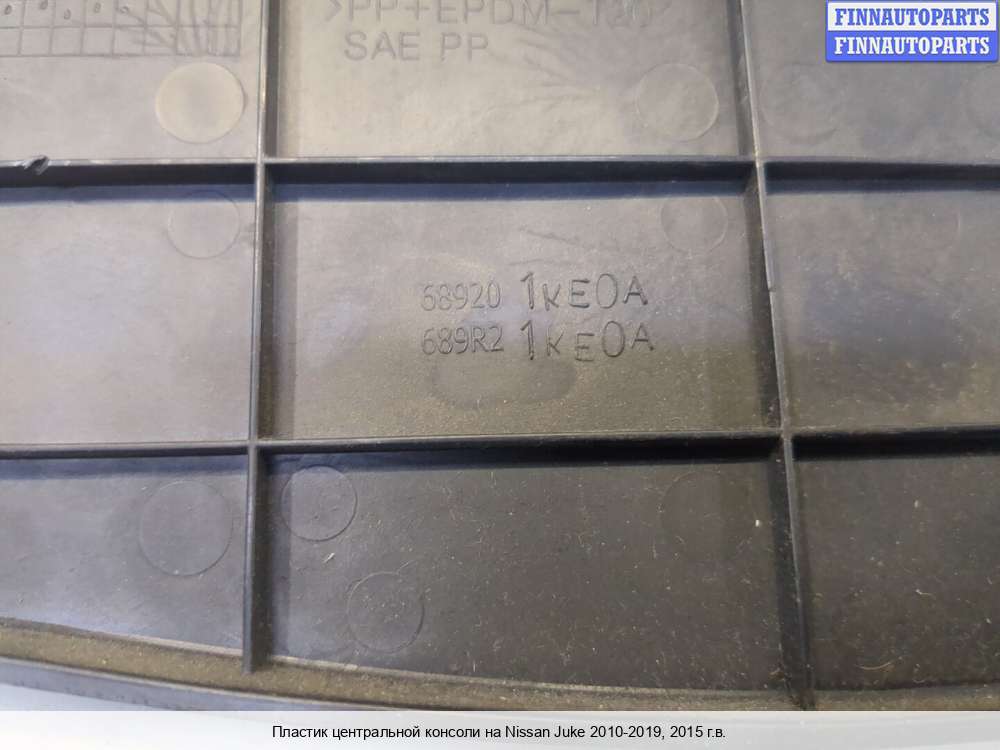 FINNAUTOPARTS
FINNAUTOPARTS
>PP+EPDM-T20
SAE PP
68920 1KE0A
689R2 1KE0A
Пластик центральной консоли на Nissan Juke 2010-2019, 2015 г.в.